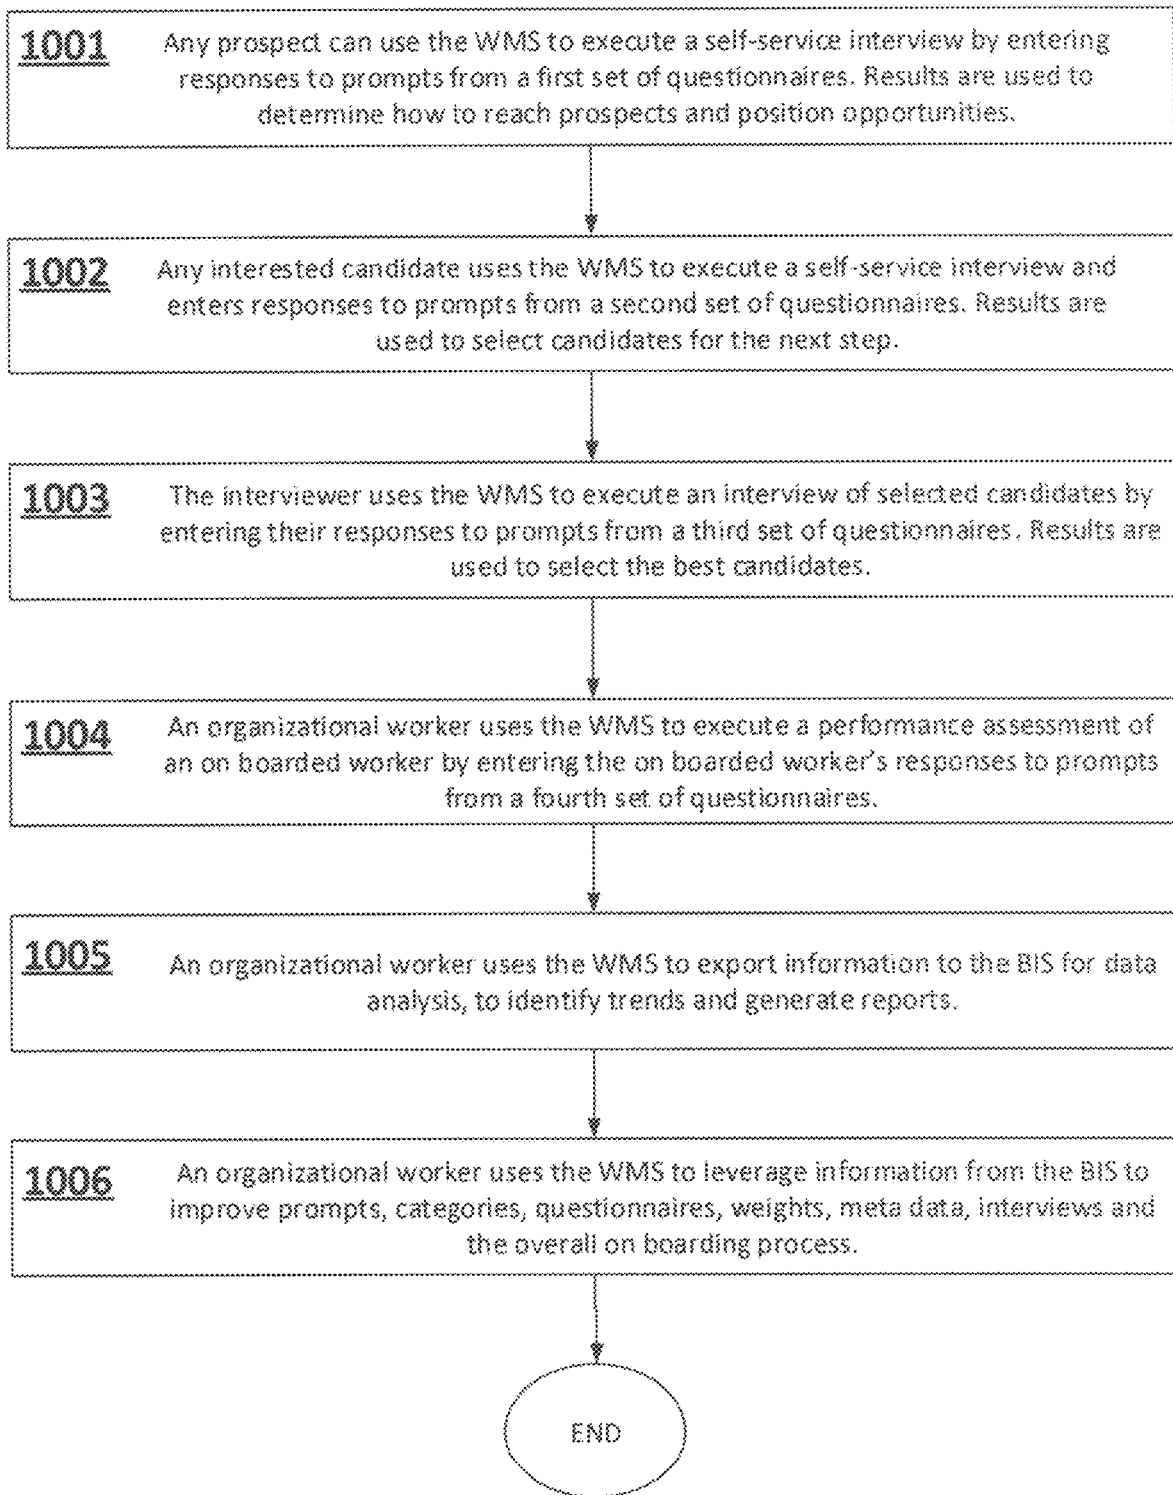 1001 Any prospect can use the WMS to execute a self-service interview by entering
responses to prompts from a first set of questionnaires. Results are used to
determine how to reach prospects and position opportunities.
1002 Any interested candidate uses the WMS to execute a self-service interview and
enters responses to prompts from a second set of questionnaires. Results are
used to select candidates for the next step.
1003 The interviewer uses the WMS to execute an interview of selected candidates by
entering their responses to prompts from a third set of questionnaires. Results are
used to select the best candidates.
1004 An organizational worker uses the WMS to execute a performance assessment of
an on boarded worker by entering the on boarded worker's responses to prompts
from a fourth set of questionnaires.
1005 An organizational worker uses the WMS to export information to the BIS for data
analysis, to identify trends and generate reports.
1006 An organizational worker uses the WMS to leverage information from the BIS to
improve prompts, categories, questionnaires, weights, meta data, interviews and
the overall on boarding process.
END